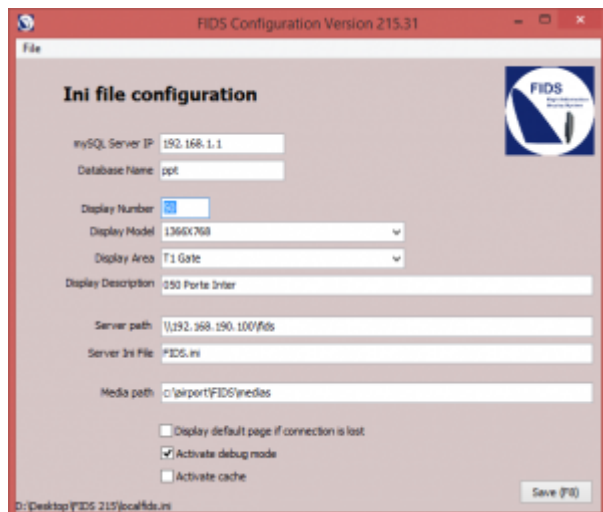 FIDS Configuration Version 215.31
File
Ini file configuration
FIDS
mySQL Server IP 192.168.1.1
Database Name ppt
Display Number 50
Display Model 1366X768
Display Area T1 Gate
Display Description 050 Porte Inter
Server path \\192.168.190.100\fids
Server Ini File FIDS.ini
Media path c:\airport\FIDS\medias
Display default page if connection is lost
Activate debug mode
Activate cache
Save (F8)
D:\Desktop\FIDS 215\localfids.ini